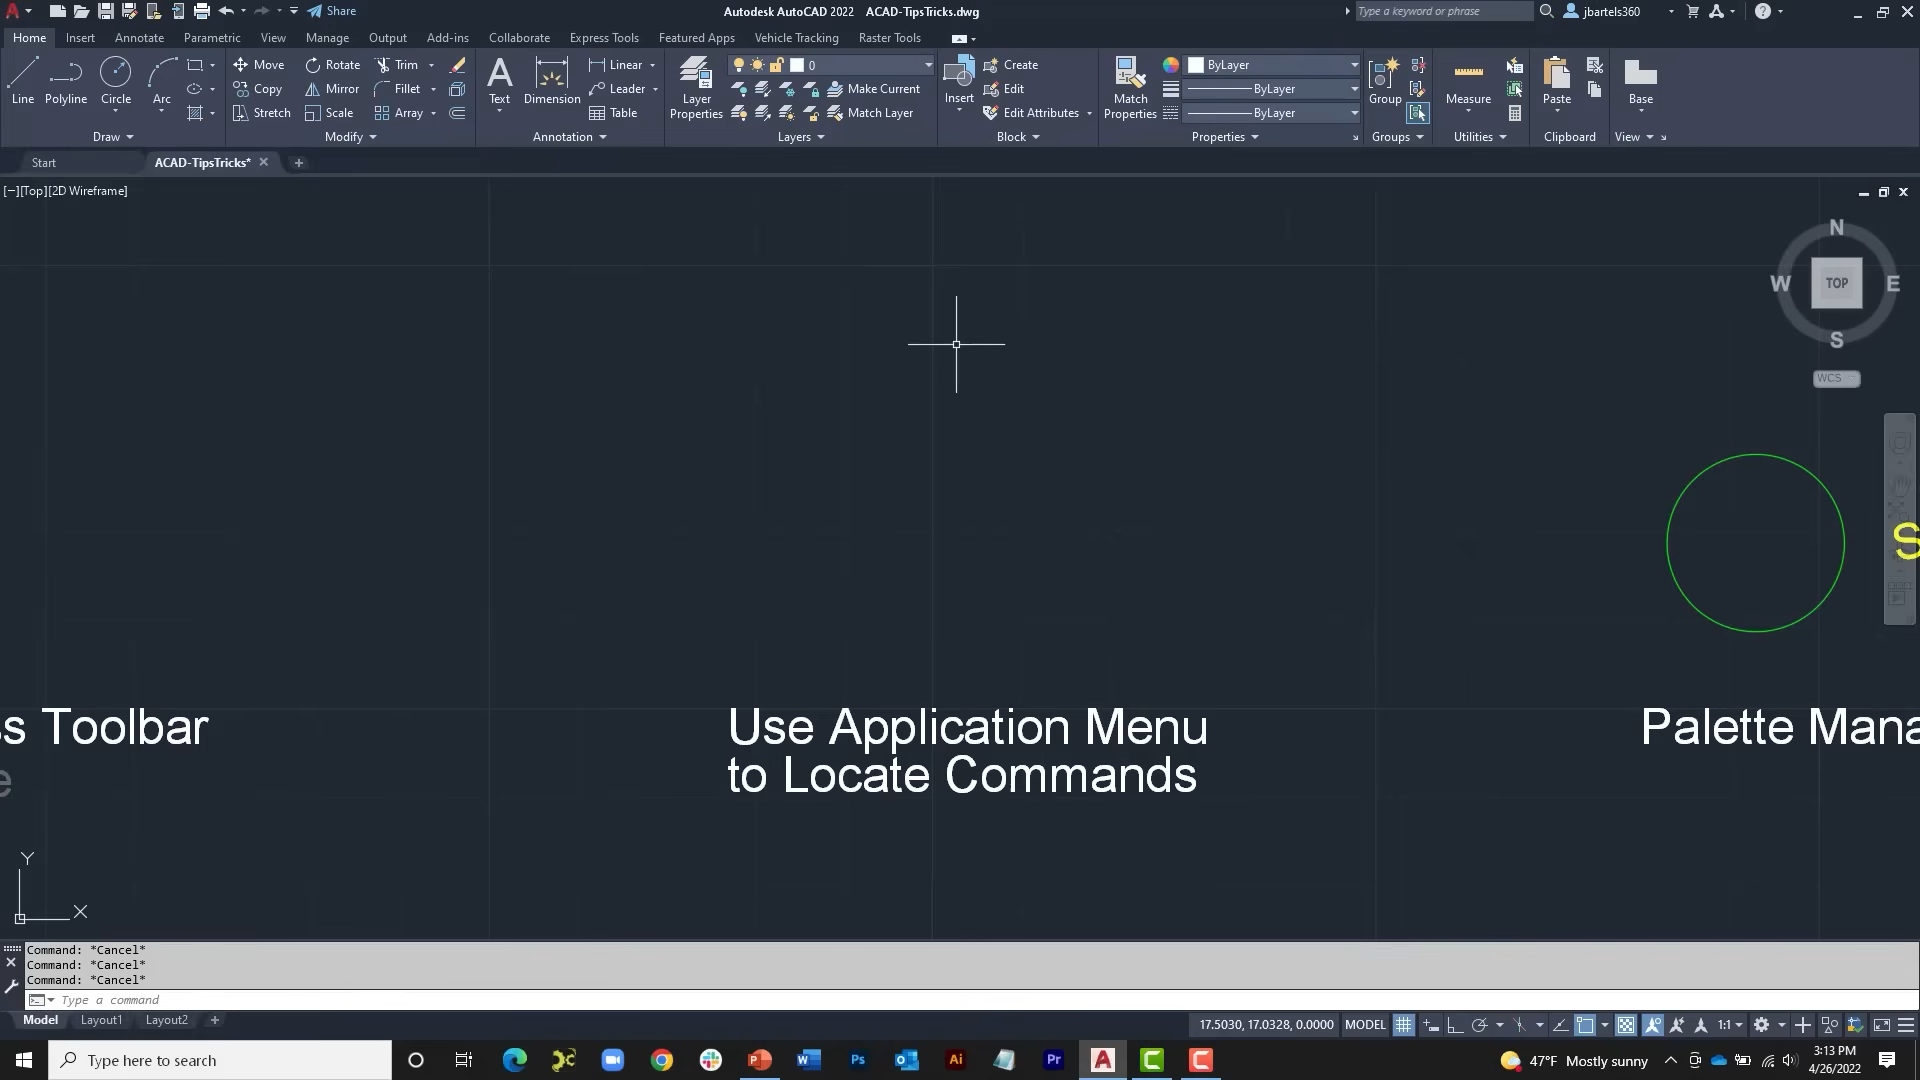 Share
Autodesk AutoCAD 2022 ACAD-TipsTricks.dwg
Type a keyword or phrase
jbartels360
Home Insert Annotate Parametric View Manage Output Add-ins Collaborate Express Tools Featured Apps Vehicle Tracking Raster Tools
Line
Polyline
Circle
Arc
Draw
Move
Rotate
Trim
Copy
Mirror
Fillet
Stretch
Scale
Array
Modify
Text
Dimension
Linear
Leader
Table
Annotation
Layer
Properties
0
Make Current
Match Layer
Layers
Insert
Create
Edit
Edit Attributes
Block
Match
Properties
ByLayer
ByLayer
ByLayer
Properties
Group
Groups
Measure
Utilities
Paste
Clipboard
Base
View
Start
ACAD-TipsTricks*
[−][Top][2D Wireframe]
N
W TOP E
S
WCS
S
s Toolbar
e
Use Application Menu
to Locate Commands
Palette Mana
Y
X
Command: *Cancel*
Command: *Cancel*
Command: *Cancel*
Type a command
Model Layout1 Layout2
17.5030, 17.0328, 0.0000 MODEL
1:1
Type here to search
47°F Mostly sunny
3:13 PM
4/26/2022